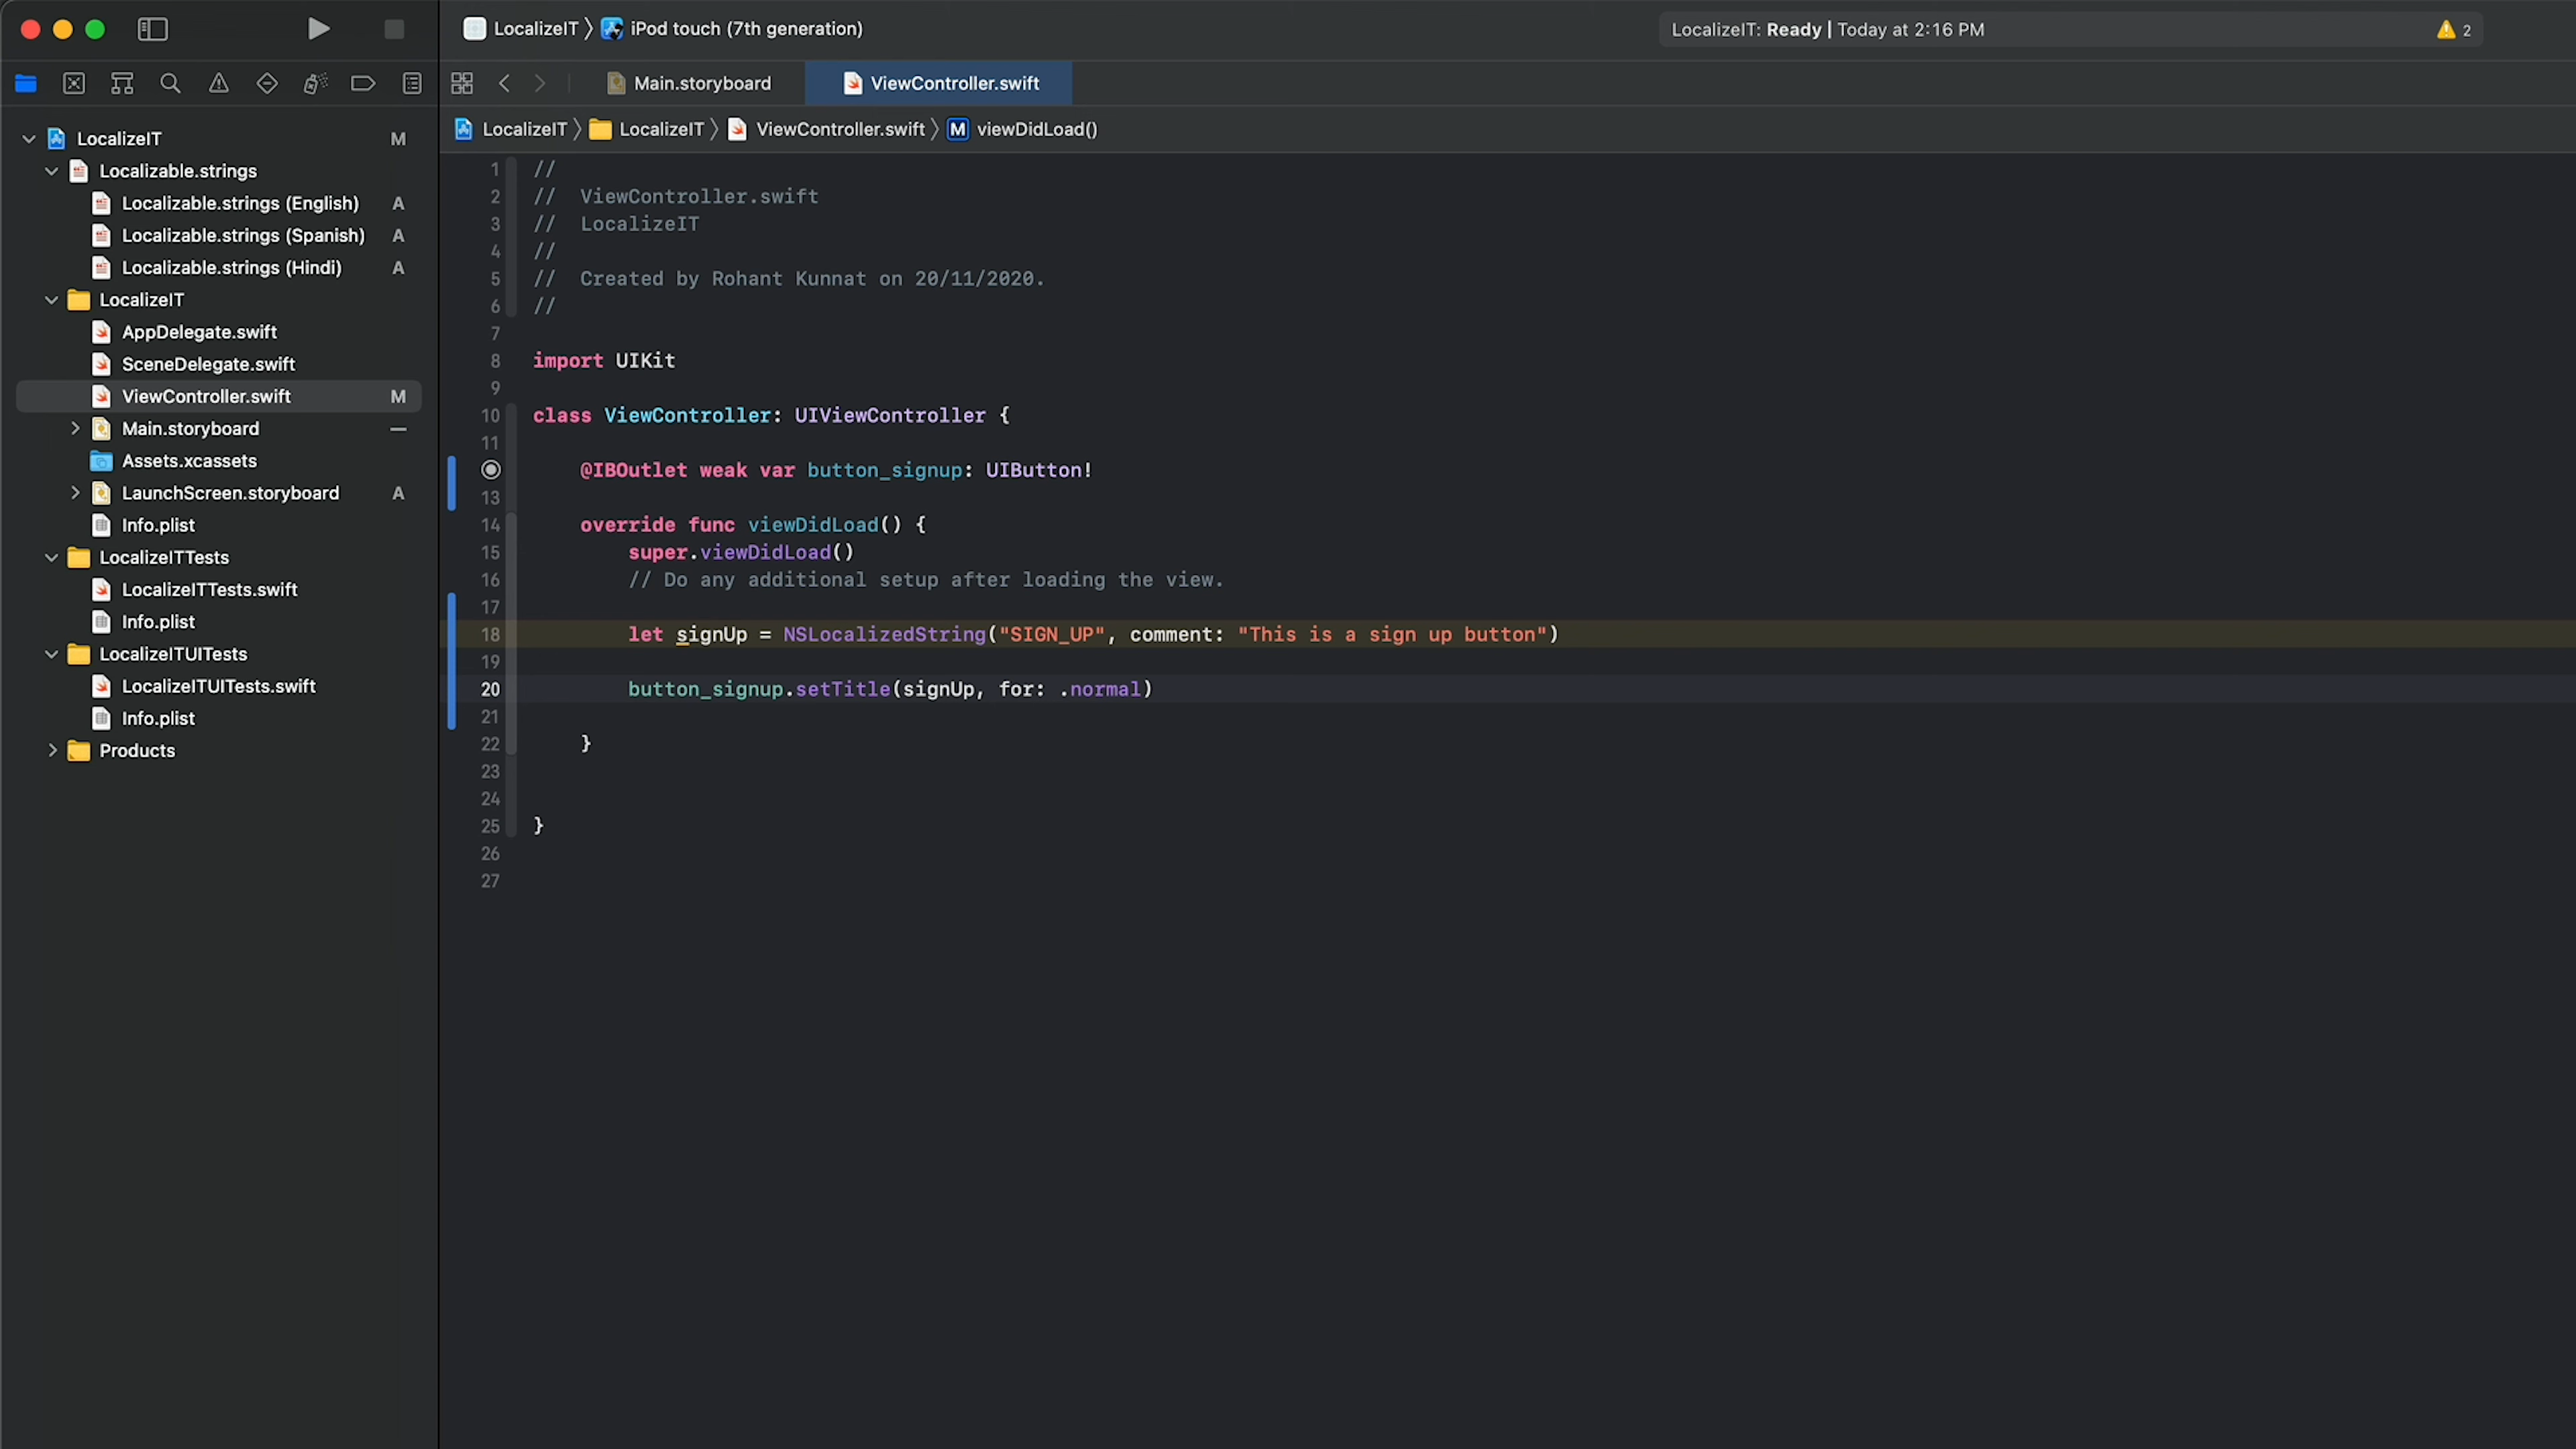 LocalizeIT 〉 iPod touch (7th generation)
LocalizeIT: Ready | Today at 2:16 PM
2
Main.storyboard
ViewController.swift
LocalizeIT 〉 LocalizeIT 〉 ViewController.swift 〉 M viewDidLoad()
LocalizeIT M
Localizable.strings
Localizable.strings (English) A
Localizable.strings (Spanish) A
Localizable.strings (Hindi) A
LocalizeIT
AppDelegate.swift
SceneDelegate.swift
ViewController.swift M
Main.storyboard —
Assets.xcassets
LaunchScreen.storyboard A
Info.plist
LocalizeITTests
LocalizeITTests.swift
Info.plist
LocalizeITUITests
LocalizeITUITests.swift
Info.plist
Products
1 //
2 // ViewController.swift
3 // LocalizeIT
4 //
5 // Created by Rohant Kunnat on 20/11/2020.
6 //
7
8 import UIKit
9
10 class ViewController: UIViewController {
11
@IBOutlet weak var button_signup: UIButton!
13
14 override func viewDidLoad() {
15 super.viewDidLoad()
16 // Do any additional setup after loading the view.
17
18 let signUp = NSLocalizedString("SIGN_UP", comment: "This is a sign up button")
19
20 button_signup.setTitle(signUp, for: .normal)
21
22 }
23
24
25 }
26
27